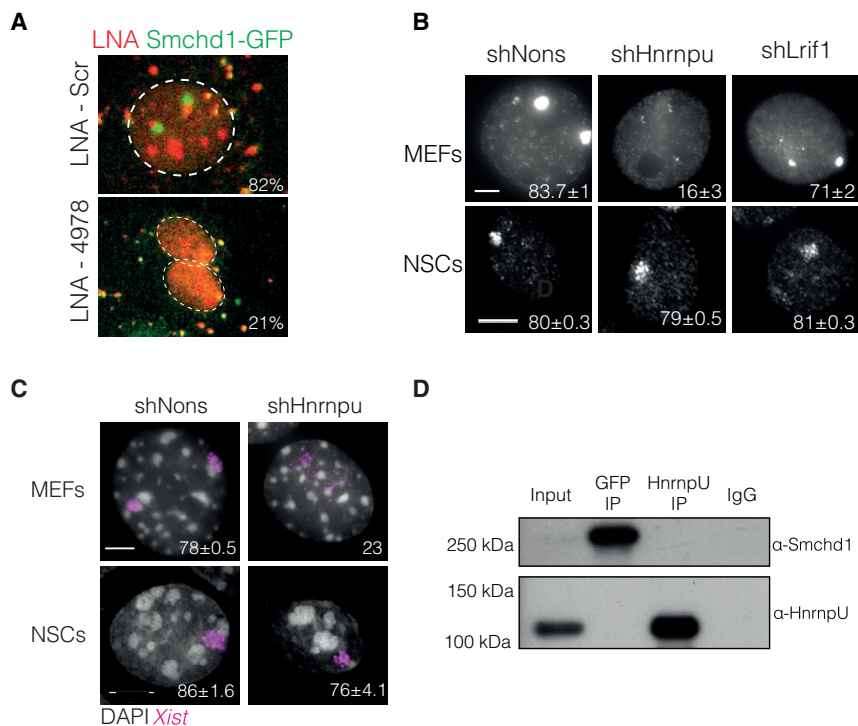 A
LNA Smchd1-GFP
LNA - Scr
82%
LNA - 4978
21%
B
shNons shHnrnpu shLrif1
MEFs
83.7±1 16±3 71±2
NSCs
D
80±0.3 79±0.5 81±0.3
C
shNons shHnrnpu
MEFs
78±0.5 23
NSCs
86±1.6 76±4.1
DAPI Xist
D
Input GFP IP HnrnpU IP IgG
250 kDa α-Smchd1
150 kDa
α-HnrnpU
100 kDa